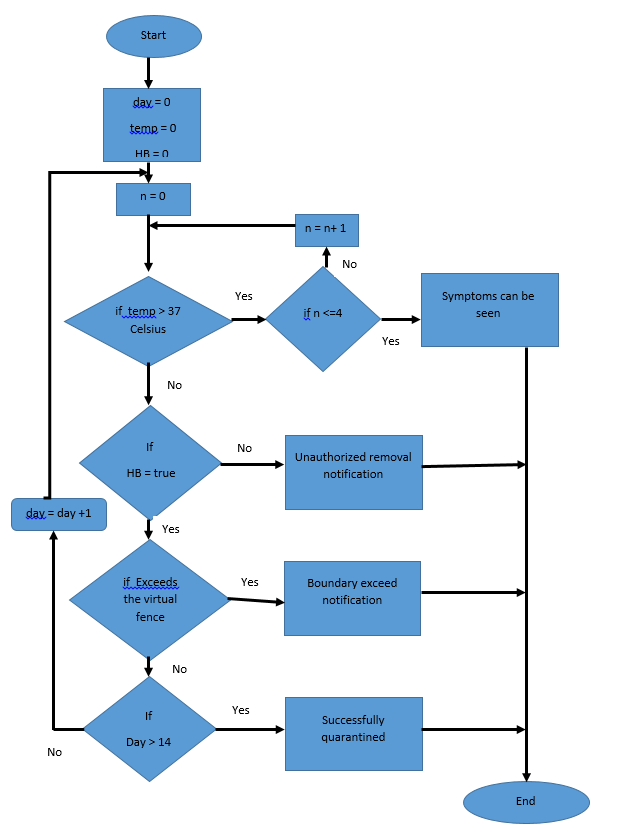 Start
day = 0
temp = 0
HB = 0
n = 0
n = n+ 1
No
if temp > 37
Celsius
Yes
if n <=4
Yes
Symptoms can be
seen
No
If
HB = true
No
Unauthorized removal
notification
day = day +1
Yes
if Exceeds
the virtual
fence
Yes
Boundary exceed
notification
No
If
Day > 14
Yes
Successfully
quarantined
No
End